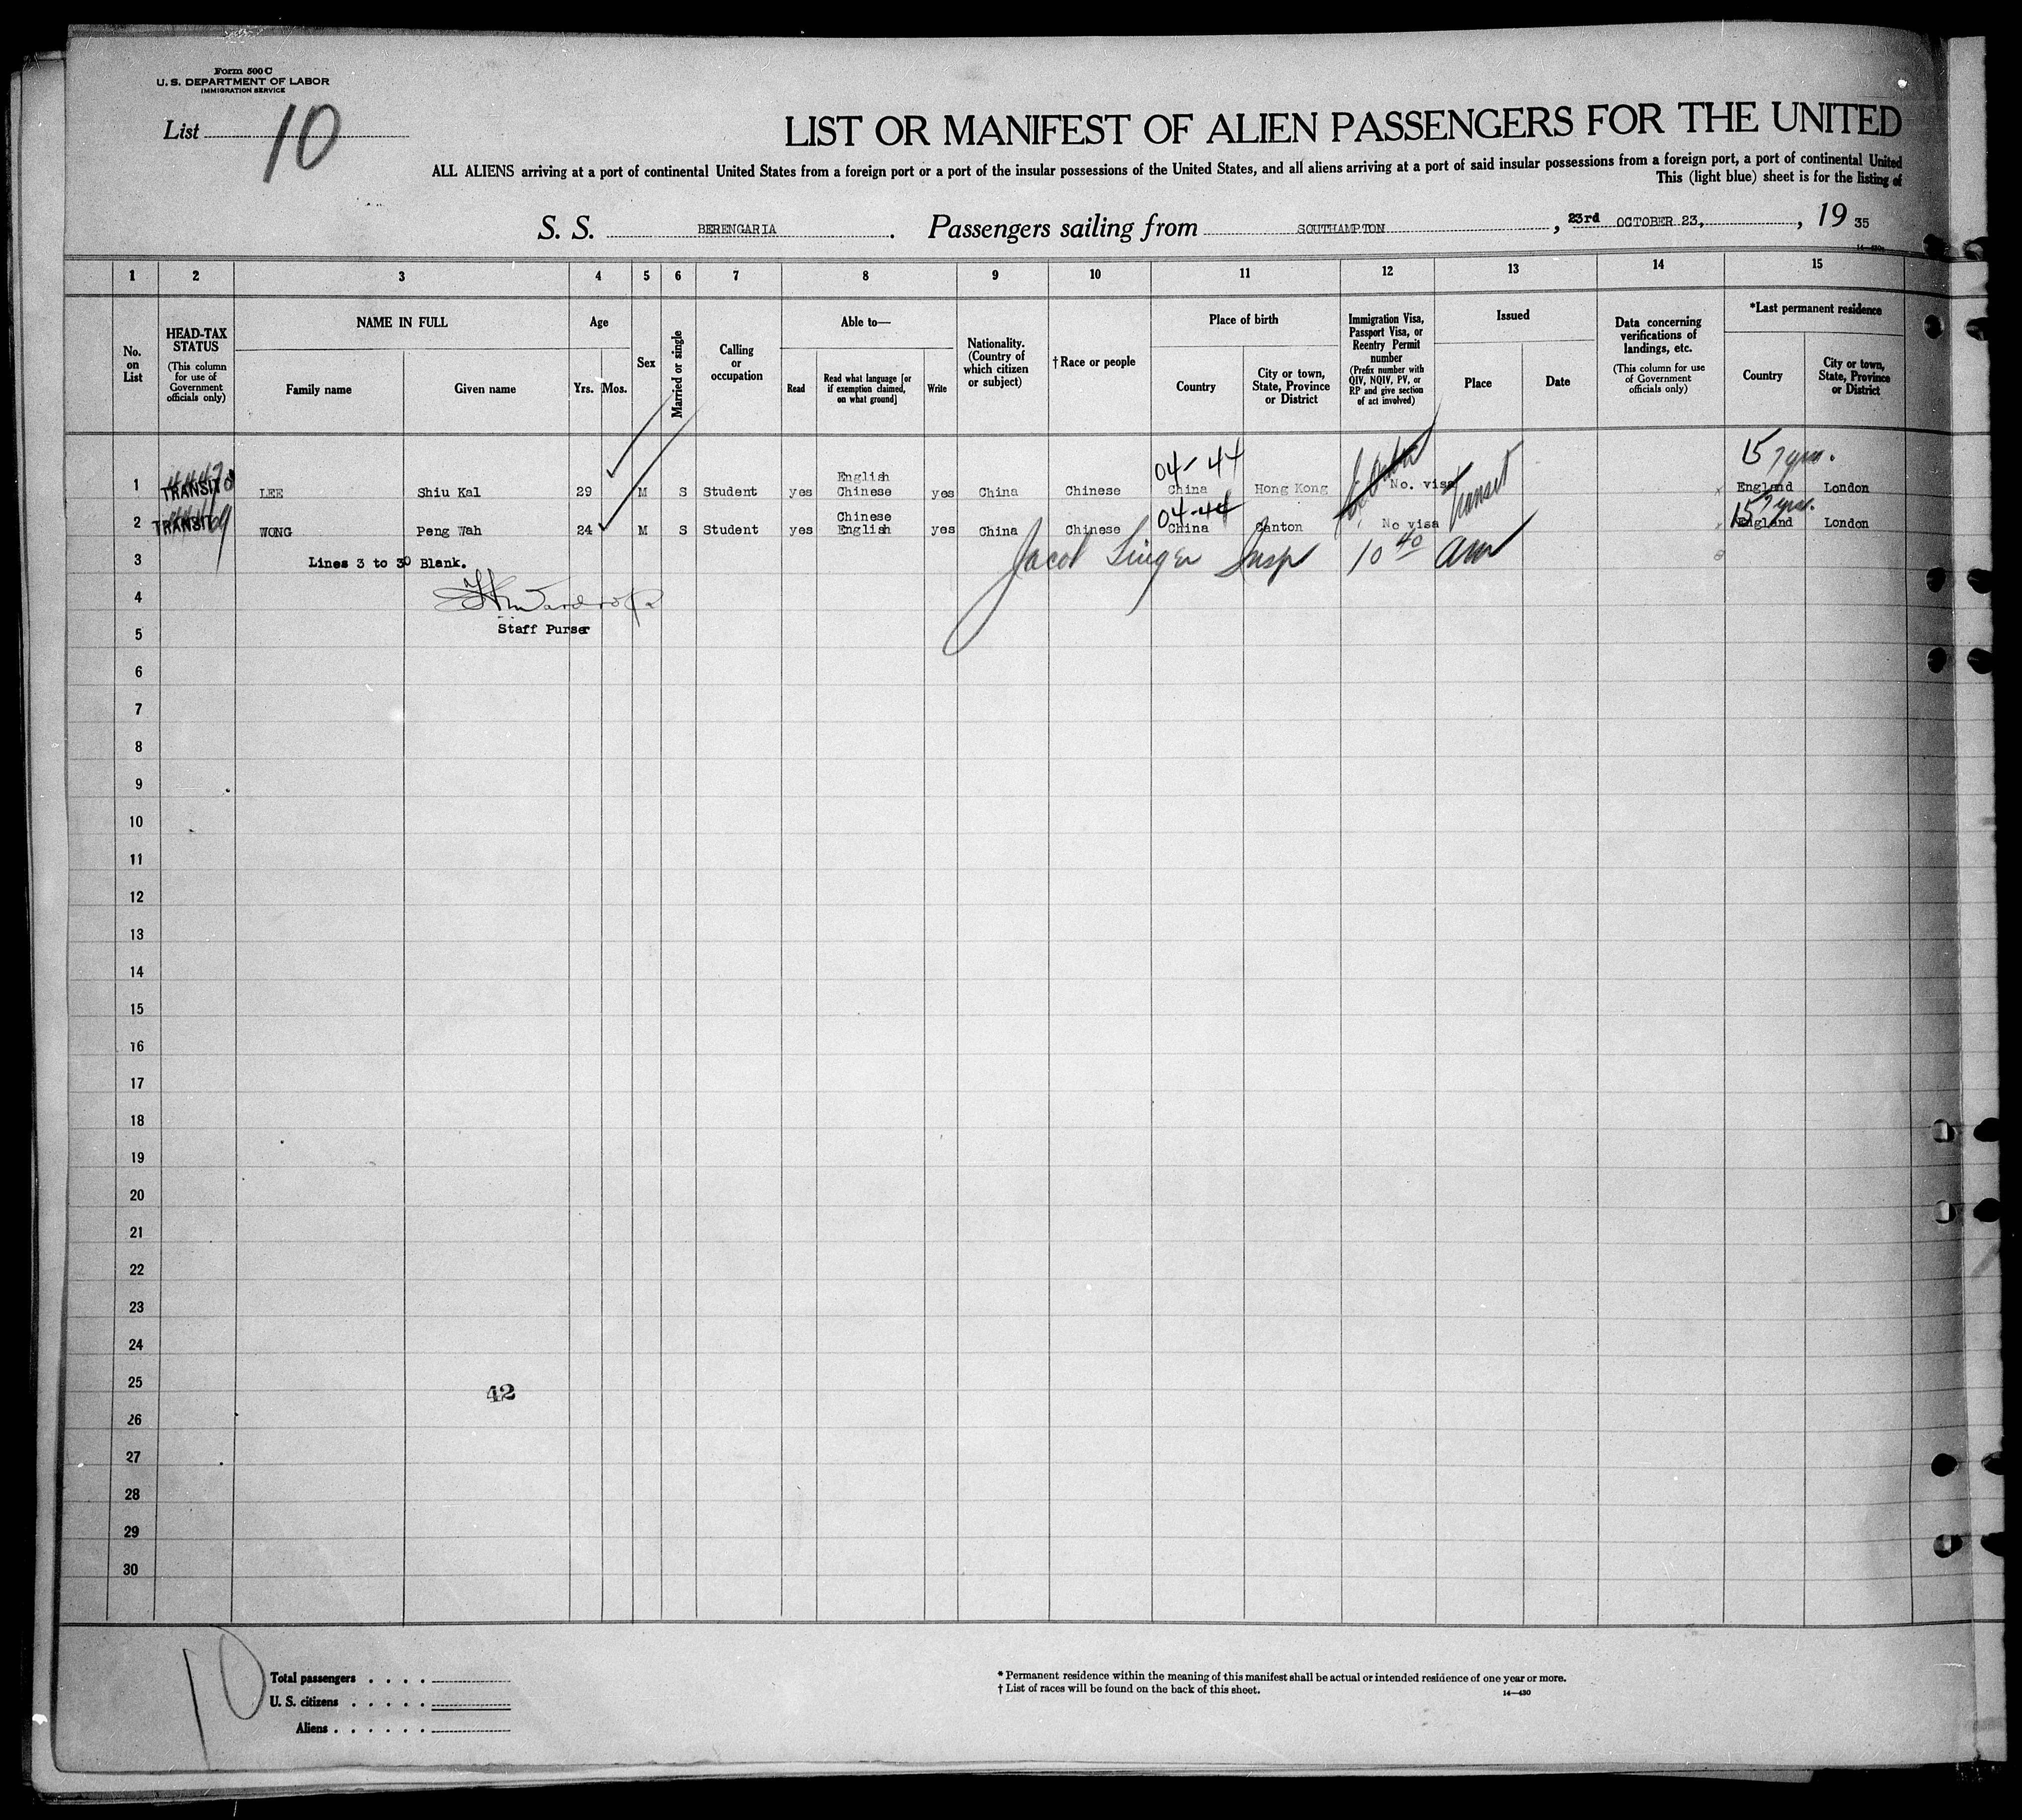 Form 500 C
U. S. DEPARTMENT OF LABOR
IMMIGRATION SERVICE
List 10
LIST OR MANIFEST OF ALIEN PASSENGERS FOR THE UNITED
ALL ALIENS arriving at a port of continental United States from a foreign port or a port of the insular possessions of the United States, and all aliens arriving at a port of said insular possessions from a foreign port, a port of continental United
This (light blue) sheet is for the listing of
S. S. BERENGARIA. Passengers sailing from SOUTHAMPTON, 23rd OCTOBER 23, , 19 35
1 2 3 4 5 6 7 8 9 10 11 12 13 14 15
No. on List
HEAD-TAX STATUS (This column for use of Government officials only)
NAME IN FULL
Family name
Given name
Age
Yrs. Mos.
Sex
Married or single
Calling or occupation
Able to—
Read
Read what language [or if exemption claimed, on what ground]
Write
Nationality. (Country of which citizen or subject)
† Race or people
Place of birth
Country
City or town, State, Province or District
Immigration Visa, Passport Visa, or Reentry Permit number (Prefix number with QIV, NQIV, PV, or RP and give section of act involved)
Issued
Place
Date
Data concerning verifications of landings, etc. (This column for use of Government officials only)
*Last permanent residence
Country
City or town, State, Province or District
04-44 15 7 yrs.
1 TRANSIT LEE Shiu Kal 29 M S Student yes English Chinese yes China Chinese China Hong Kong No. visa Transit England London
04-44 15 7 yrs.
2 TRANSIT WONG Peng Wah 24 M S Student yes Chinese English yes China Chinese China Canton No visa England London
3 Lines 3 to 30 Blank. Jacob Singer Insp 10 40 am
4
5 Staff Purser
6
7
8
9
10
11
12
13
14
15
16
17
18
19
20
21
22
23
24
25 42
26
27
28
29
30
10
Total passengers . . . .
U. S. citizens . . . . .
Aliens . . . . . .
* Permanent residence within the meaning of this manifest shall be actual or intended residence of one year or more.
† List of races will be found on the back of this sheet.
14—430